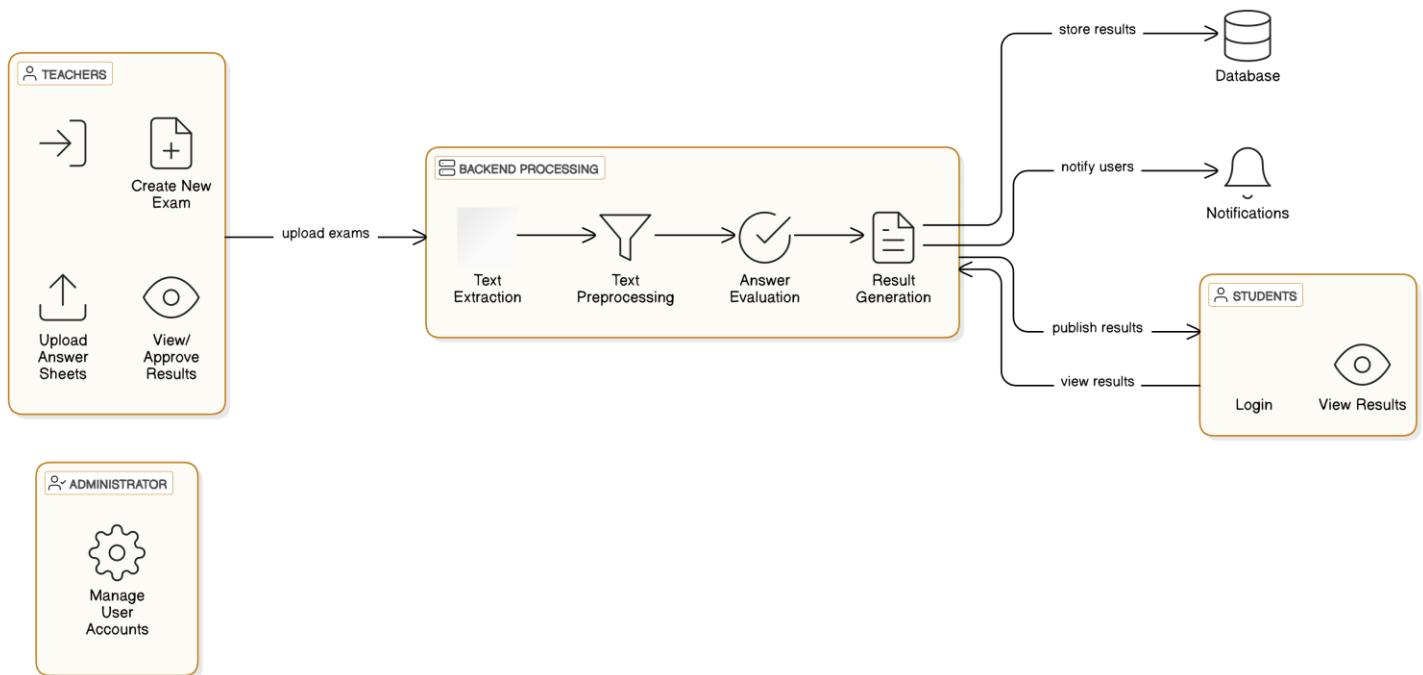 TEACHERS
Create New
Exam
Upload
Answer
Sheets
View/
Approve
Results
upload exams
BACKEND PROCESSING
Text
Extraction
Text
Preprocessing
Answer
Evaluation
Result
Generation
store results
Database
notify users
Notifications
publish results
view results
STUDENTS
Login
View Results
ADMINISTRATOR
Manage
User
Accounts